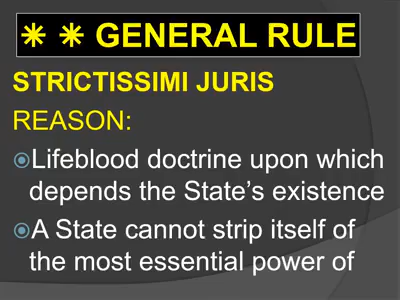 ✳ ✳ GENERAL RULE
STRICTISSIMI JURIS
REASON:
Lifeblood doctrine upon which
depends the State’s existence
A State cannot strip itself of
the most essential power of